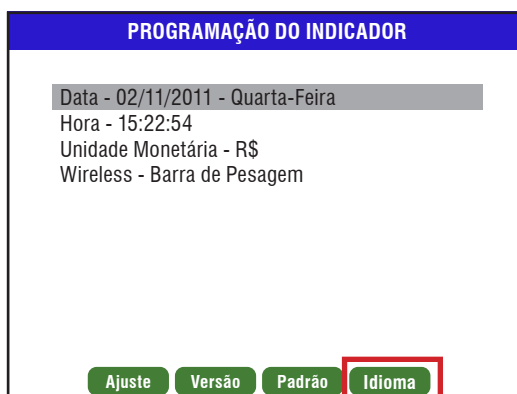 PROGRAMAÇÃO DO INDICADOR
Data - 02/11/2011 - Quarta-Feira
Hora - 15:22:54
Unidade Monetária - R$
Wireless - Barra de Pesagem
Ajuste Versão Padrão Idioma